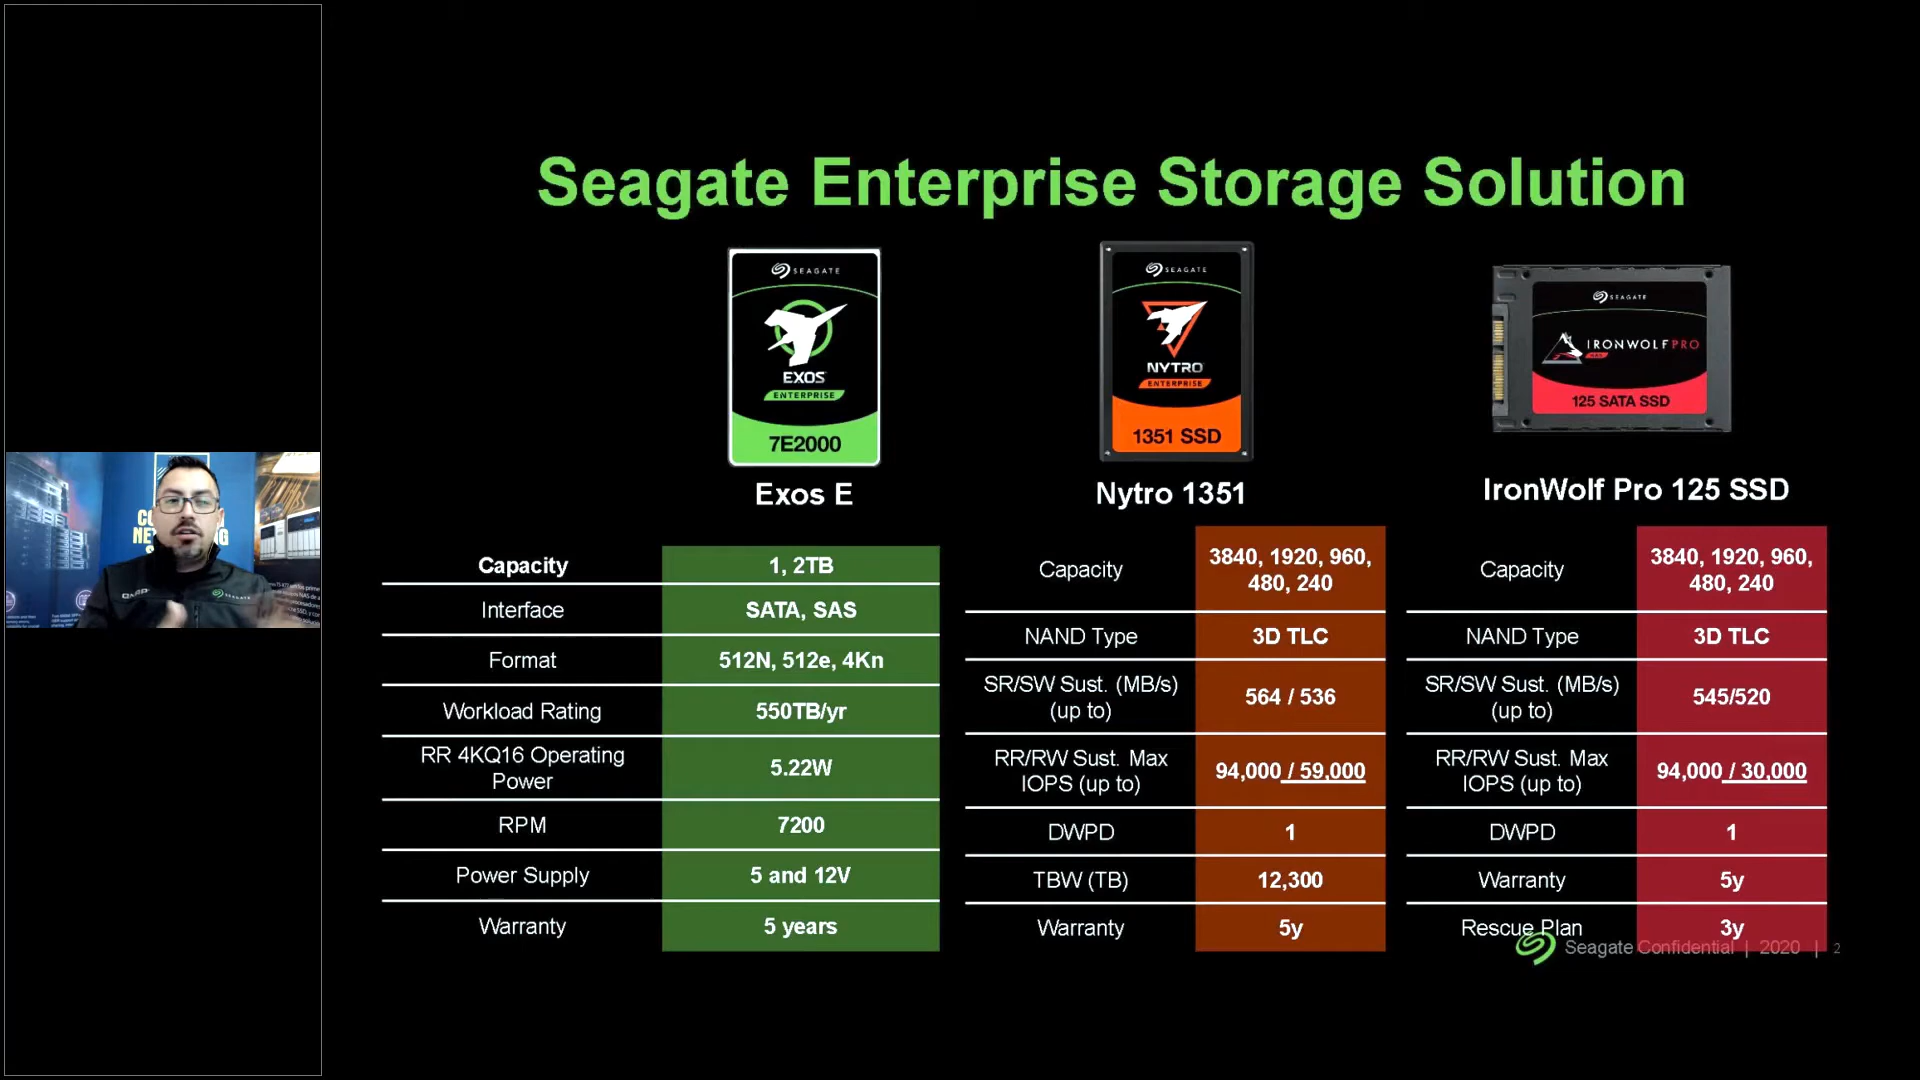 Seagate Enterprise Storage Solution
SEAGATE
EXOS
ENTERPRISE
7E2000
SEAGATE
NYTRO
ENTERPRISE
1351 SSD
SEAGATE
IRONWOLF PRO
125 SATA SSD
Exos E
Nytro 1351
IronWolf Pro 125 SSD
Capacity 1, 2TB
Interface SATA, SAS
Format 512N, 512e, 4Kn
Workload Rating 550TB/yr
RR 4KQ16 Operating
Power 5.22W
RPM 7200
Power Supply 5 and 12V
Warranty 5 years
Capacity 3840, 1920, 960,
480, 240
NAND Type 3D TLC
SR/SW Sust. (MB/s)
(up to) 564 / 536
RR/RW Sust. Max
IOPS (up to) 94,000 / 59,000
DWPD 1
TBW (TB) 12,300
Warranty 5y
Capacity 3840, 1920, 960,
480, 240
NAND Type 3D TLC
SR/SW Sust. (MB/s)
(up to) 545/520
RR/RW Sust. Max
IOPS (up to) 94,000 / 30,000
DWPD 1
Warranty 5y
Rescue Plan 3y
Seagate Confidential | 2020 | 2
QNAP
SEAGATE